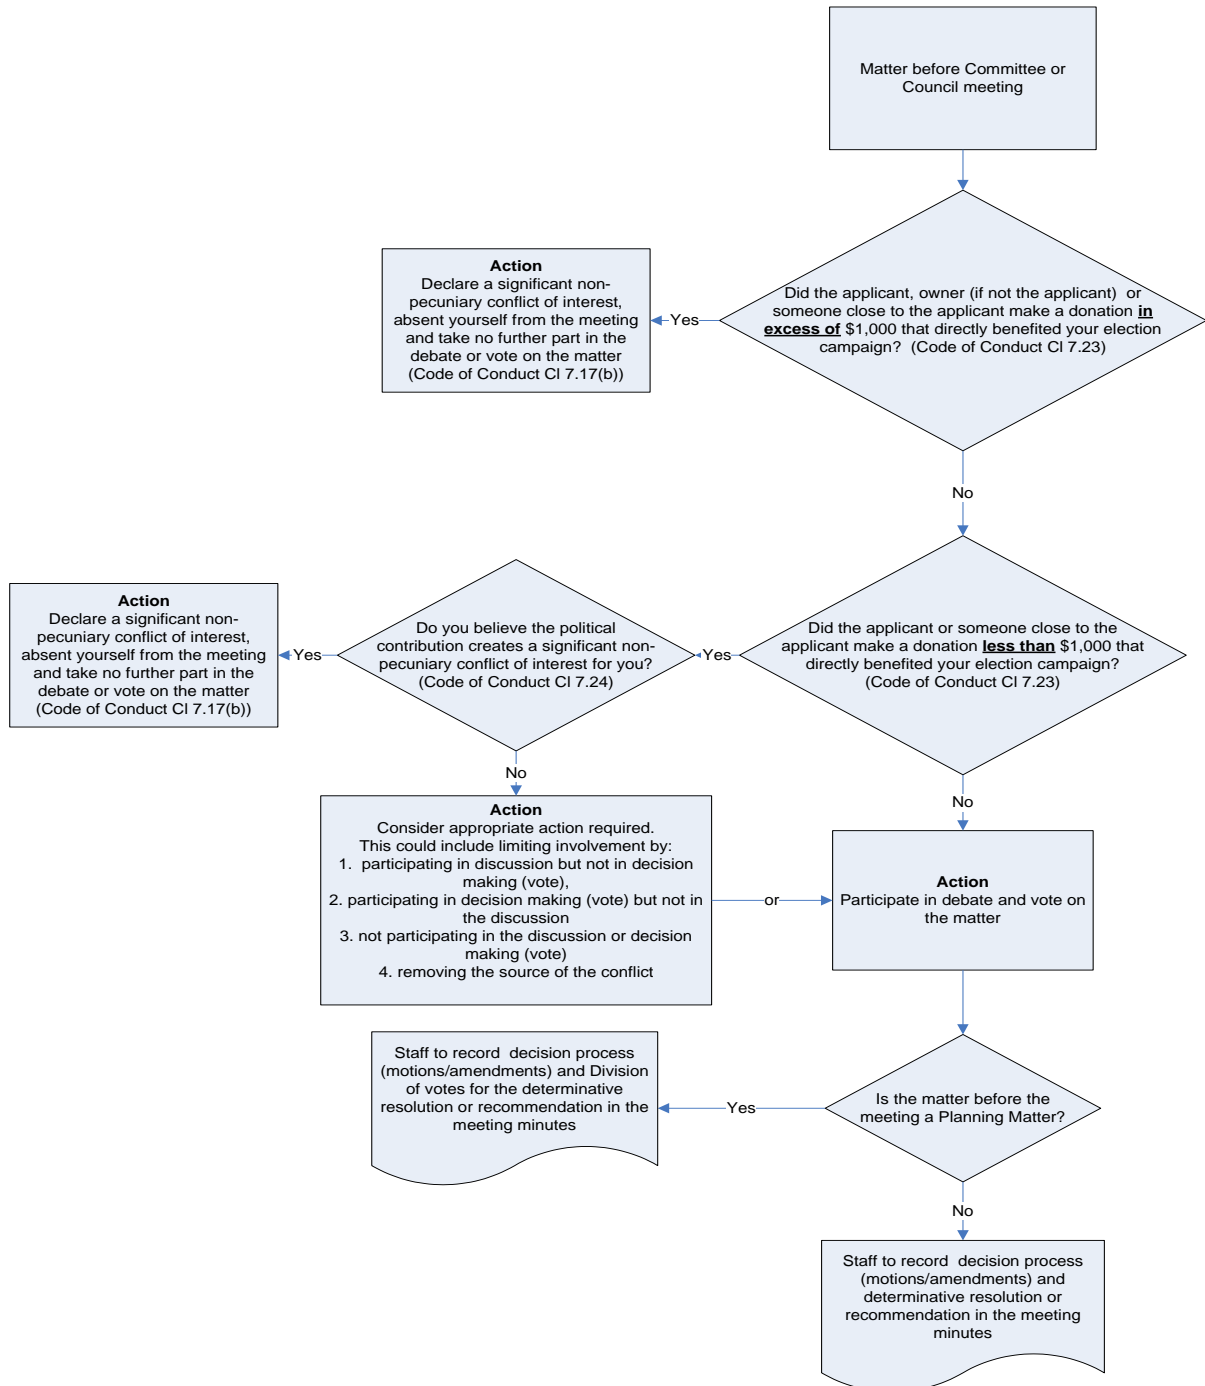 Matter before Committee or
Council meeting
Did the applicant, owner (if not the applicant) or
someone close to the applicant make a donation in
excess of $1,000 that directly benefited your election
campaign? (Code of Conduct Cl 7.23)
Yes
Action
Declare a significant non-
pecuniary conflict of interest,
absent yourself from the meeting
and take no further part in the
debate or vote on the matter
(Code of Conduct Cl 7.17(b))
No
Did the applicant or someone close to the
applicant make a donation less than $1,000 that
directly benefited your election campaign?
(Code of Conduct Cl 7.23)
Yes
Do you believe the political
contribution creates a significant non-
pecuniary conflict of interest for you?
(Code of Conduct Cl 7.24)
Yes
Action
Declare a significant non-
pecuniary conflict of interest,
absent yourself from the meeting
and take no further part in the
debate or vote on the matter
(Code of Conduct Cl 7.17(b))
No
Action
Consider appropriate action required.
This could include limiting involvement by:
1. participating in discussion but not in decision
making (vote),
2. participating in decision making (vote) but not in
the discussion
3. not participating in the discussion or decision
making (vote)
4. removing the source of the conflict
or
No
Action
Participate in debate and vote on
the matter
Is the matter before the
meeting a Planning Matter?
Yes
Staff to record decision process
(motions/amendments) and Division
of votes for the determinative
resolution or recommendation in the
meeting minutes
No
Staff to record decision process
(motions/amendments) and
determinative resolution or
recommendation in the meeting
minutes